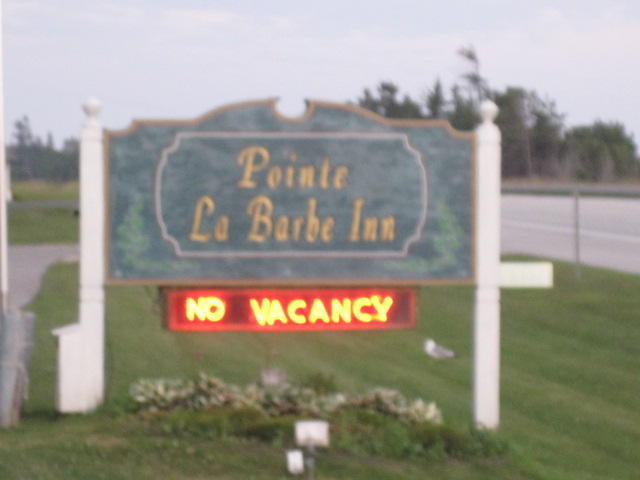 Pointe
La Barbe Inn
NO VACANCY